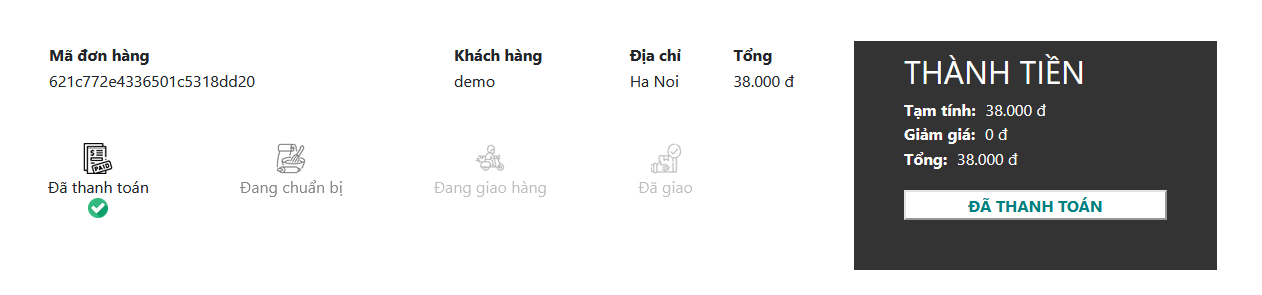 Mã đơn hàng Khách hàng Địa chỉ Tổng
621c772e4336501c5318dd20 demo Ha Noi 38.000 đ
PAID
Đã thanh toán Đang chuẩn bị Đang giao hàng Đã giao
THÀNH TIỀN
Tạm tính: 38.000 đ
Giảm giá: 0 đ
Tổng: 38.000 đ
ĐÃ THANH TOÁN